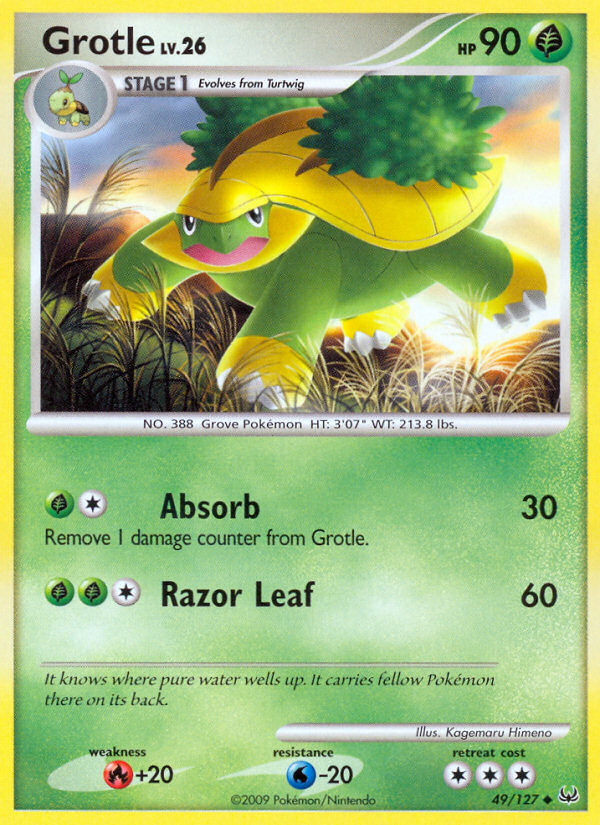 Grotle LV.26
HP 90
STAGE 1 Evolves from Turtwig
NO. 388 Grove Pokémon HT: 3'07" WT: 213.8 lbs.
Absorb 30
Remove 1 damage counter from Grotle.
Razor Leaf 60
It knows where pure water wells up. It carries fellow Pokémon
there on its back.
Illus. Kagemaru Himeno
weakness resistance retreat cost
+20 -20
©2009 Pokémon/Nintendo 49/127